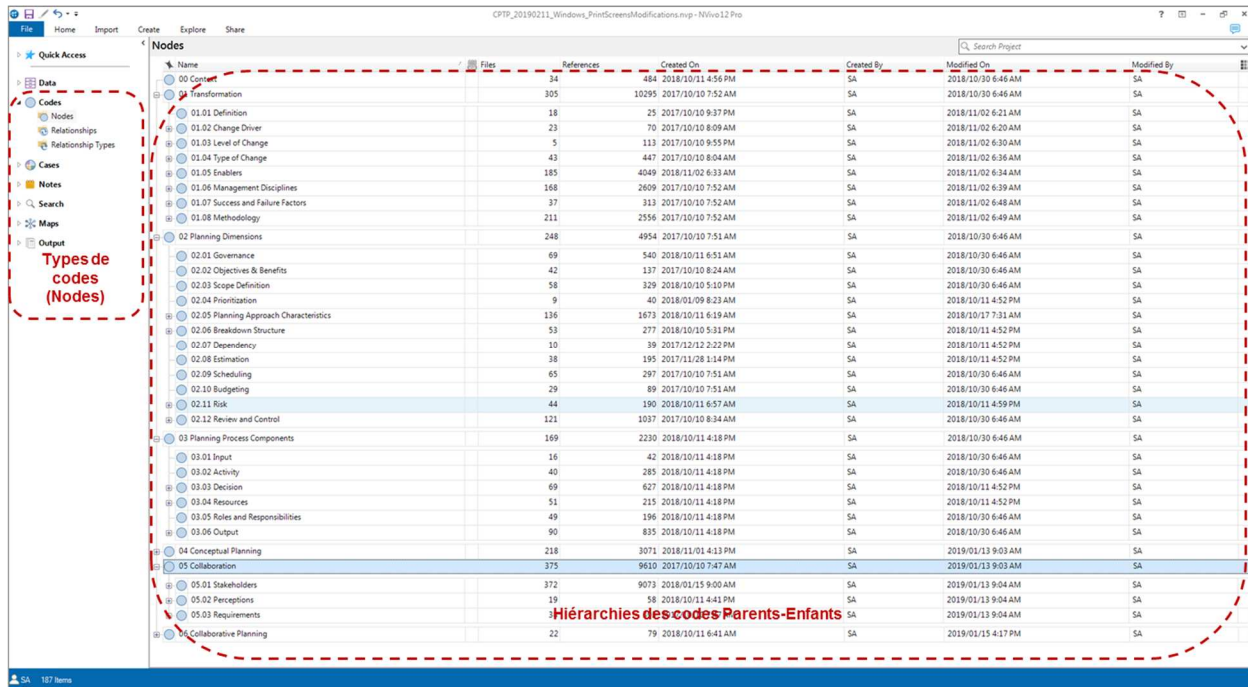 CPTP_20190211_Windows_PrintScreensModifications.nvp - NVivo 12 Pro
File Home Import Create Explore Share
Nodes
Search Project
Quick Access
Data
Codes
Nodes
Relationships
Relationship Types
Cases
Notes
Search
Maps
Output
Types de
codes
(Nodes)
Name Files References Created On Created By Modified On Modified By
00 Context 34 484 2018/10/11 4:56 PM SA 2018/10/30 6:46 AM SA
01 Transformation 305 10295 2017/10/10 7:52 AM SA 2018/10/30 6:46 AM SA
01.01 Definition 18 25 2017/10/10 9:37 PM SA 2018/11/02 6:21 AM SA
01.02 Change Driver 23 70 2017/10/10 8:09 AM SA 2018/11/02 6:20 AM SA
01.03 Level of Change 5 113 2017/10/10 9:55 PM SA 2018/11/02 6:30 AM SA
01.04 Type of Change 43 447 2017/10/10 8:04 AM SA 2018/11/02 6:36 AM SA
01.05 Enablers 185 4049 2018/11/02 6:33 AM SA 2018/11/02 6:34 AM SA
01.06 Management Disciplines 168 2609 2017/10/10 7:52 AM SA 2018/11/02 6:39 AM SA
01.07 Success and Failure Factors 37 313 2017/10/10 7:52 AM SA 2018/11/02 6:48 AM SA
01.08 Methodology 211 2556 2017/10/10 7:52 AM SA 2018/11/02 6:49 AM SA
02 Planning Dimensions 248 4954 2017/10/10 7:51 AM SA 2018/10/30 6:46 AM SA
02.01 Governance 69 540 2018/10/11 6:51 AM SA 2018/10/30 6:46 AM SA
02.02 Objectives & Benefits 42 137 2017/10/10 8:24 AM SA 2018/10/30 6:46 AM SA
02.03 Scope Definition 58 329 2018/10/10 5:10 PM SA 2018/10/30 6:46 AM SA
02.04 Prioritization 9 40 2018/01/09 8:23 AM SA 2018/10/11 4:52 PM SA
02.05 Planning Approach Characteristics 136 1673 2018/10/11 6:19 AM SA 2018/10/17 7:31 AM SA
02.06 Breakdown Structure 53 277 2018/10/10 5:31 PM SA 2018/10/11 4:52 PM SA
02.07 Dependency 10 39 2017/12/12 2:22 PM SA 2018/10/11 4:52 PM SA
02.08 Estimation 38 195 2017/11/28 1:14 PM SA 2018/10/11 4:52 PM SA
02.09 Scheduling 65 297 2017/10/10 7:51 AM SA 2018/10/30 6:46 AM SA
02.10 Budgeting 29 89 2017/10/10 7:51 AM SA 2018/10/30 6:46 AM SA
02.11 Risk 44 190 2018/10/11 6:57 AM SA 2018/10/11 4:59 PM SA
02.12 Review and Control 121 1037 2017/10/10 8:34 AM SA 2018/10/30 6:46 AM SA
03 Planning Process Components 169 2230 2018/10/11 4:18 PM SA 2018/10/30 6:46 AM SA
03.01 Input 16 42 2018/10/11 4:18 PM SA 2018/10/30 6:46 AM SA
03.02 Activity 40 285 2018/10/11 4:18 PM SA 2018/10/30 6:46 AM SA
03.03 Decision 69 627 2018/10/11 4:18 PM SA 2018/10/11 4:52 PM SA
03.04 Resources 51 215 2018/10/11 4:18 PM SA 2018/10/11 4:52 PM SA
03.05 Roles and Responsibilities 49 196 2018/10/11 4:18 PM SA 2018/10/30 6:46 AM SA
03.06 Output 90 835 2018/10/11 4:18 PM SA 2018/10/30 6:46 AM SA
04 Conceptual Planning 218 3071 2018/11/01 4:13 PM SA 2019/01/13 9:03 AM SA
05 Collaboration 375 9610 2017/10/10 7:47 AM SA 2019/01/13 9:03 AM SA
05.01 Stakeholders 372 9073 2018/01/15 9:00 AM SA 2019/01/13 9:04 AM SA
05.02 Perceptions 19 58 2018/10/11 4:41 PM SA 2019/01/13 9:04 AM SA
05.03 Requirements SA 2019/01/13 9:04 AM SA
Hiérarchies des codes Parents-Enfants
06 Collaborative Planning 22 79 2018/10/11 6:41 AM SA 2019/01/15 4:17 PM SA
SA 187 Items